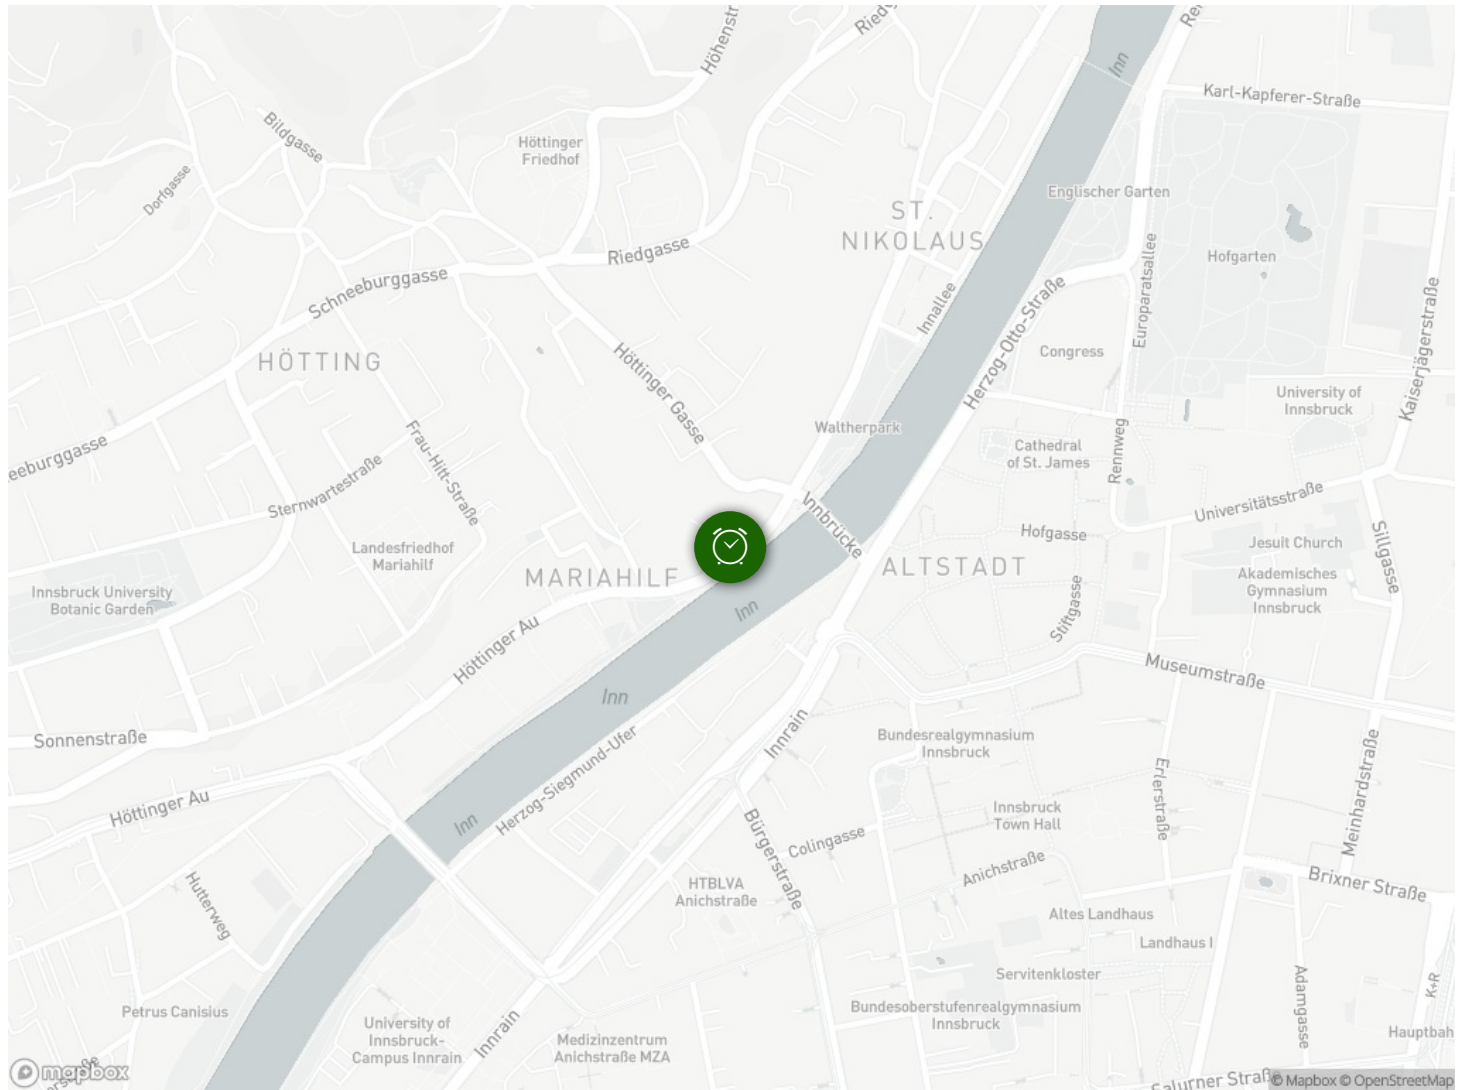 Inn
Karl-Kapferer-Straße
Höhenstr
Riedg
Bildgasse
Höttinger
Friedhof
Dorfgasse
Englischer Garten
ST.
NIKOLAUS
Riedgasse
Hofgarten
Europaratsallee
Schneeburggasse
Innallee
Herzog-Otto-Straße
Kaiserjägerstraße
HÖTTING
Höttinger Gasse
Congress
University of
Innsbruck
Waltherpark
Cathedral
of St. James
Rennweg
eeburggasse
Frau-Hitt-Straße
Sternwartestraße
Universitätsstraße
Innbrücke
Hofgasse
Jesuit Church
Sillgasse
Landesfriedhof
Mariahilf
MARIAHILF
ALTSTADT
Akademisches
Gymnasium
Innsbruck
Innsbruck University
Botanic Garden
Inn
Stiftgasse
Höttinger Au
Museumstraße
Inn
Sonnenstraße
Innrain
Bundesrealgymnasium
Innsbruck
Herzog-Siegmund-Ufer
Erlerstraße
Meinhardstraße
Höttinger Au
Inn
Innsbruck
Town Hall
Colingasse
Bürgerstraße
Anichstraße
Brixner Straße
HTBLVA
Anichstraße
Hutterweg
Altes Landhaus
Landhaus I
Servitenkloster
Adamgasse
K+R
Petrus Canisius
Bundesoberstufenrealgymnasium
Innsbruck
University of
Innsbruck-
Campus Innrain
Innrain
Medizinzentrum
Anichstraße MZA
Hauptbah
mapbox
Salurner Straß
© Mapbox © OpenStreetMap